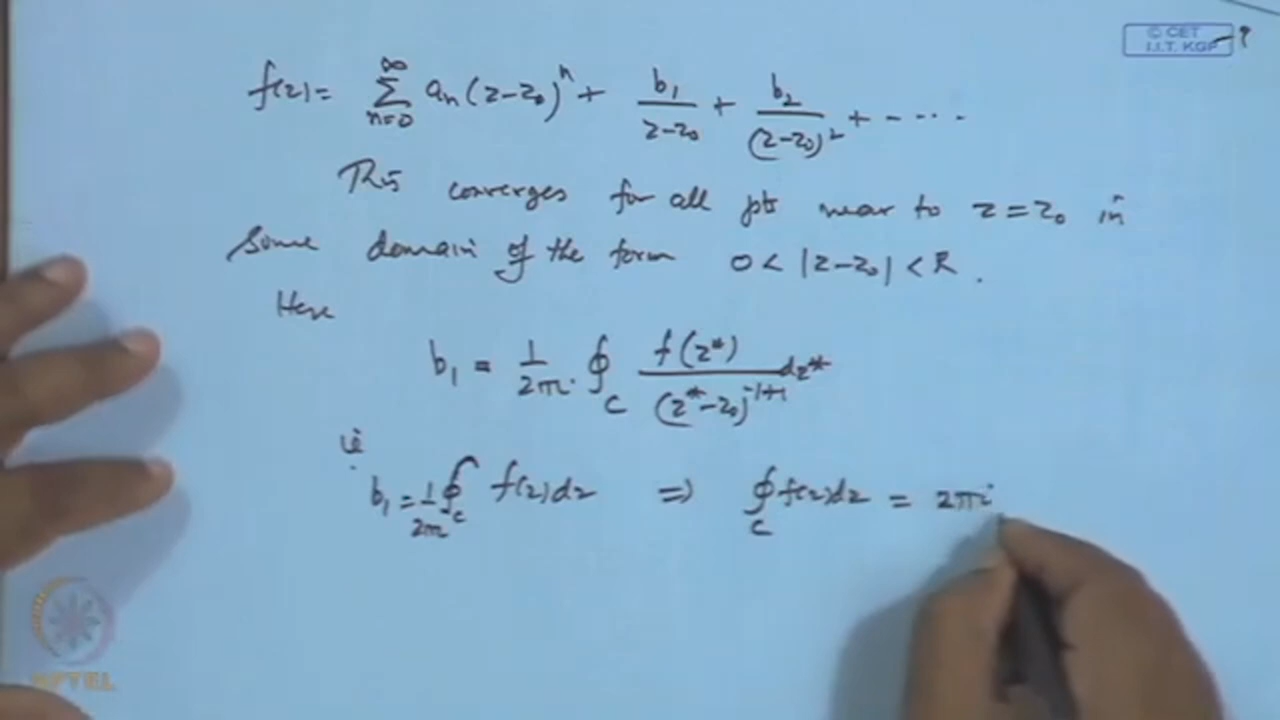 © CET
I.I.T. KGP
f(z) = ∑_{n=0}^{∞} a_n (z-z_0)^n + b_1/(z-z_0) + b_2/(z-z_0)^2 + - ...
This converges for all pts near to z = z_0 in
Some domain of the form 0 < |z-z_0| < R.
Here
b_1 = 1/(2πi) ∮_C f(z*)/(z*-z_0)^{-1+1} dz*
ie
b_1 = 1/(2πi) ∮_C f(z)dz ⇒ ∮_C f(z)dz = 2πi
NPTEL